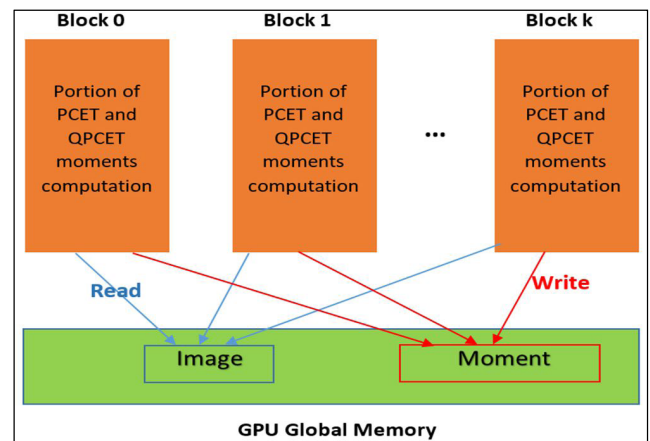 Block 0
Block 1
Block k
Portion of
PCET and
QPCET
moments
computation
Portion of
PCET and
QPCET
moments
computation
...
Portion of
PCET and
QPCET
moments
computation
Read
Write
Image
Moment
GPU Global Memory